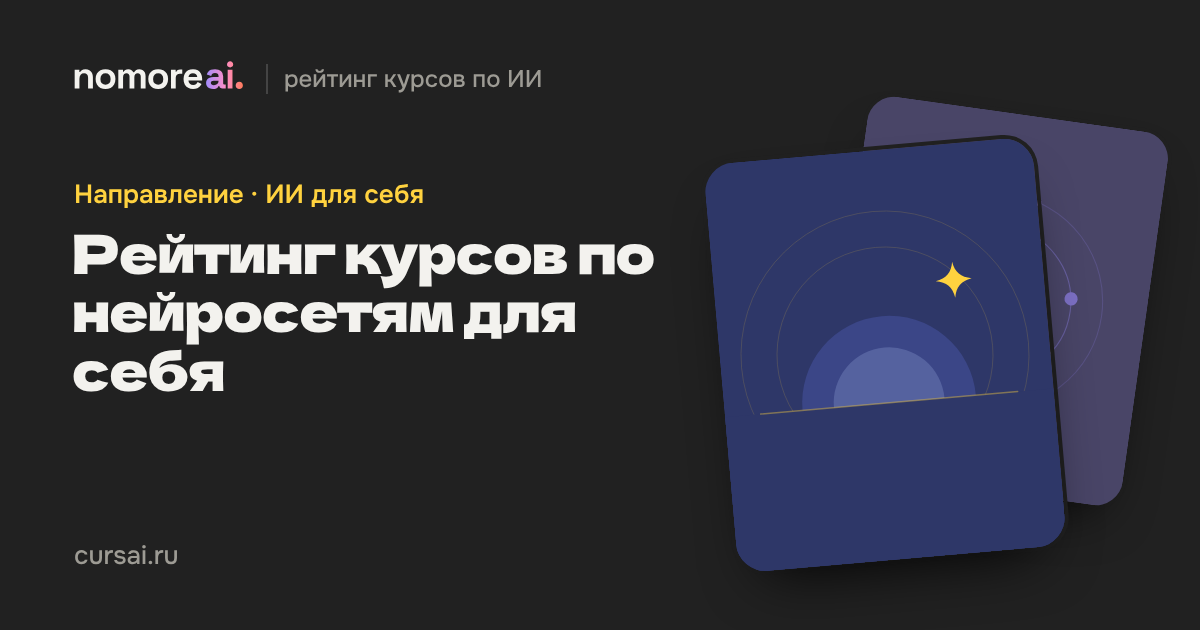 nomoreai. рейтинг курсов по ИИ
Направление · ИИ для себя
Рейтинг курсов по
нейросетям для
себя
cursai.ru